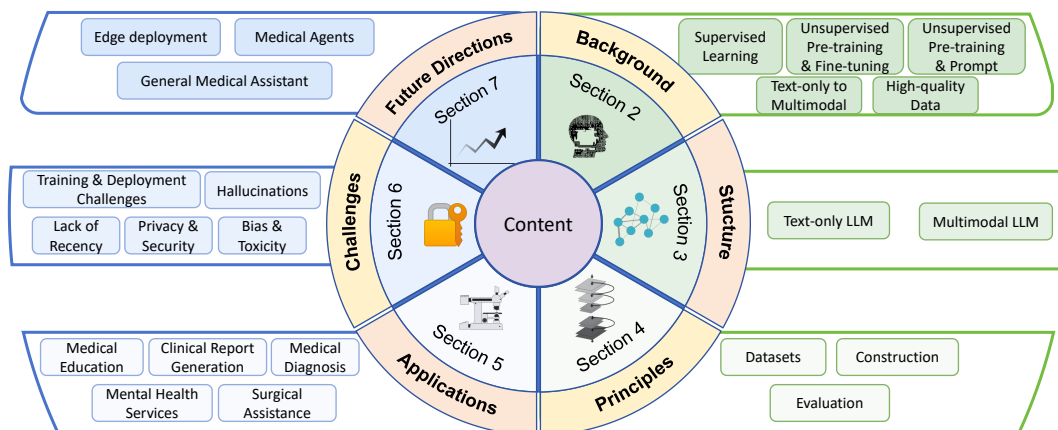 Edge deployment
Medical Agents
General Medical Assistant
Future Directions
Section 7
Background
Section 2
Supervised
Learning
Unsupervised
Pre-training
& Fine-tuning
Unsupervised
Pre-training
& Prompt
Text-only to
Multimodal
High-quality
Data
Training & Deployment
Challenges
Hallucinations
Lack of
Recency
Privacy &
Security
Bias &
Toxicity
Challenges
Section 6
Content
Section 3
Stucture
Text-only LLM
Multimodal LLM
Medical
Education
Clinical Report
Generation
Medical
Diagnosis
Mental Health
Services
Surgical
Assistance
Applications
Section 5
Section 4
Principles
Datasets
Construction
Evaluation